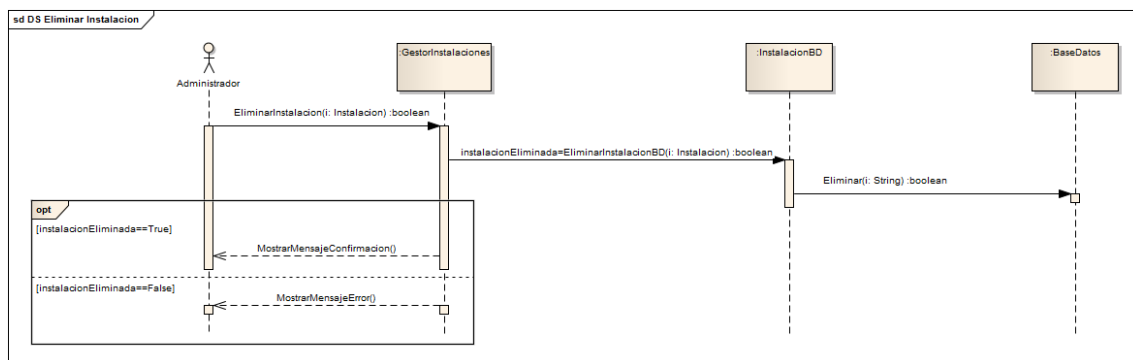 sd DS Eliminar Instalacion
Administrador
:GestorInstalaciones
:InstalacionBD
:BaseDatos
EliminarInstalacion(i: Instalacion) :boolean
instalacionEliminada=EliminarInstalacionBD(i: Instalacion) :boolean
Eliminar(i: String) :boolean
opt
[instalacionEliminada==True]
MostrarMensajeConfirmacion()
[instalacionEliminada==False]
MostrarMensajeError()